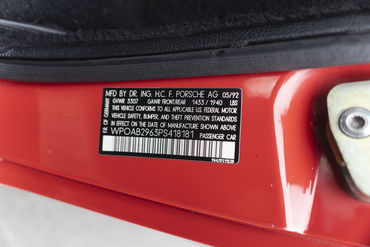 MFD BY DR. ING. H.C. F. PORSCHE AG 05/92
GVWR 3307 GAWR FRONT/REAR 1435 / 1940 LBS
THIS VEHICLE CONFORMS TO ALL APPLICABLE U.S. FEDERAL MOTOR
VEHICLE SAFETY, BUMPER, AND THEFT PREVENTION STANDARDS IN
EFFECT ON THE DATE OF MANUFACTURE SHOWN ABOVE.
WP0AB2963PS418181 PASSENGER CAR
GERMANY